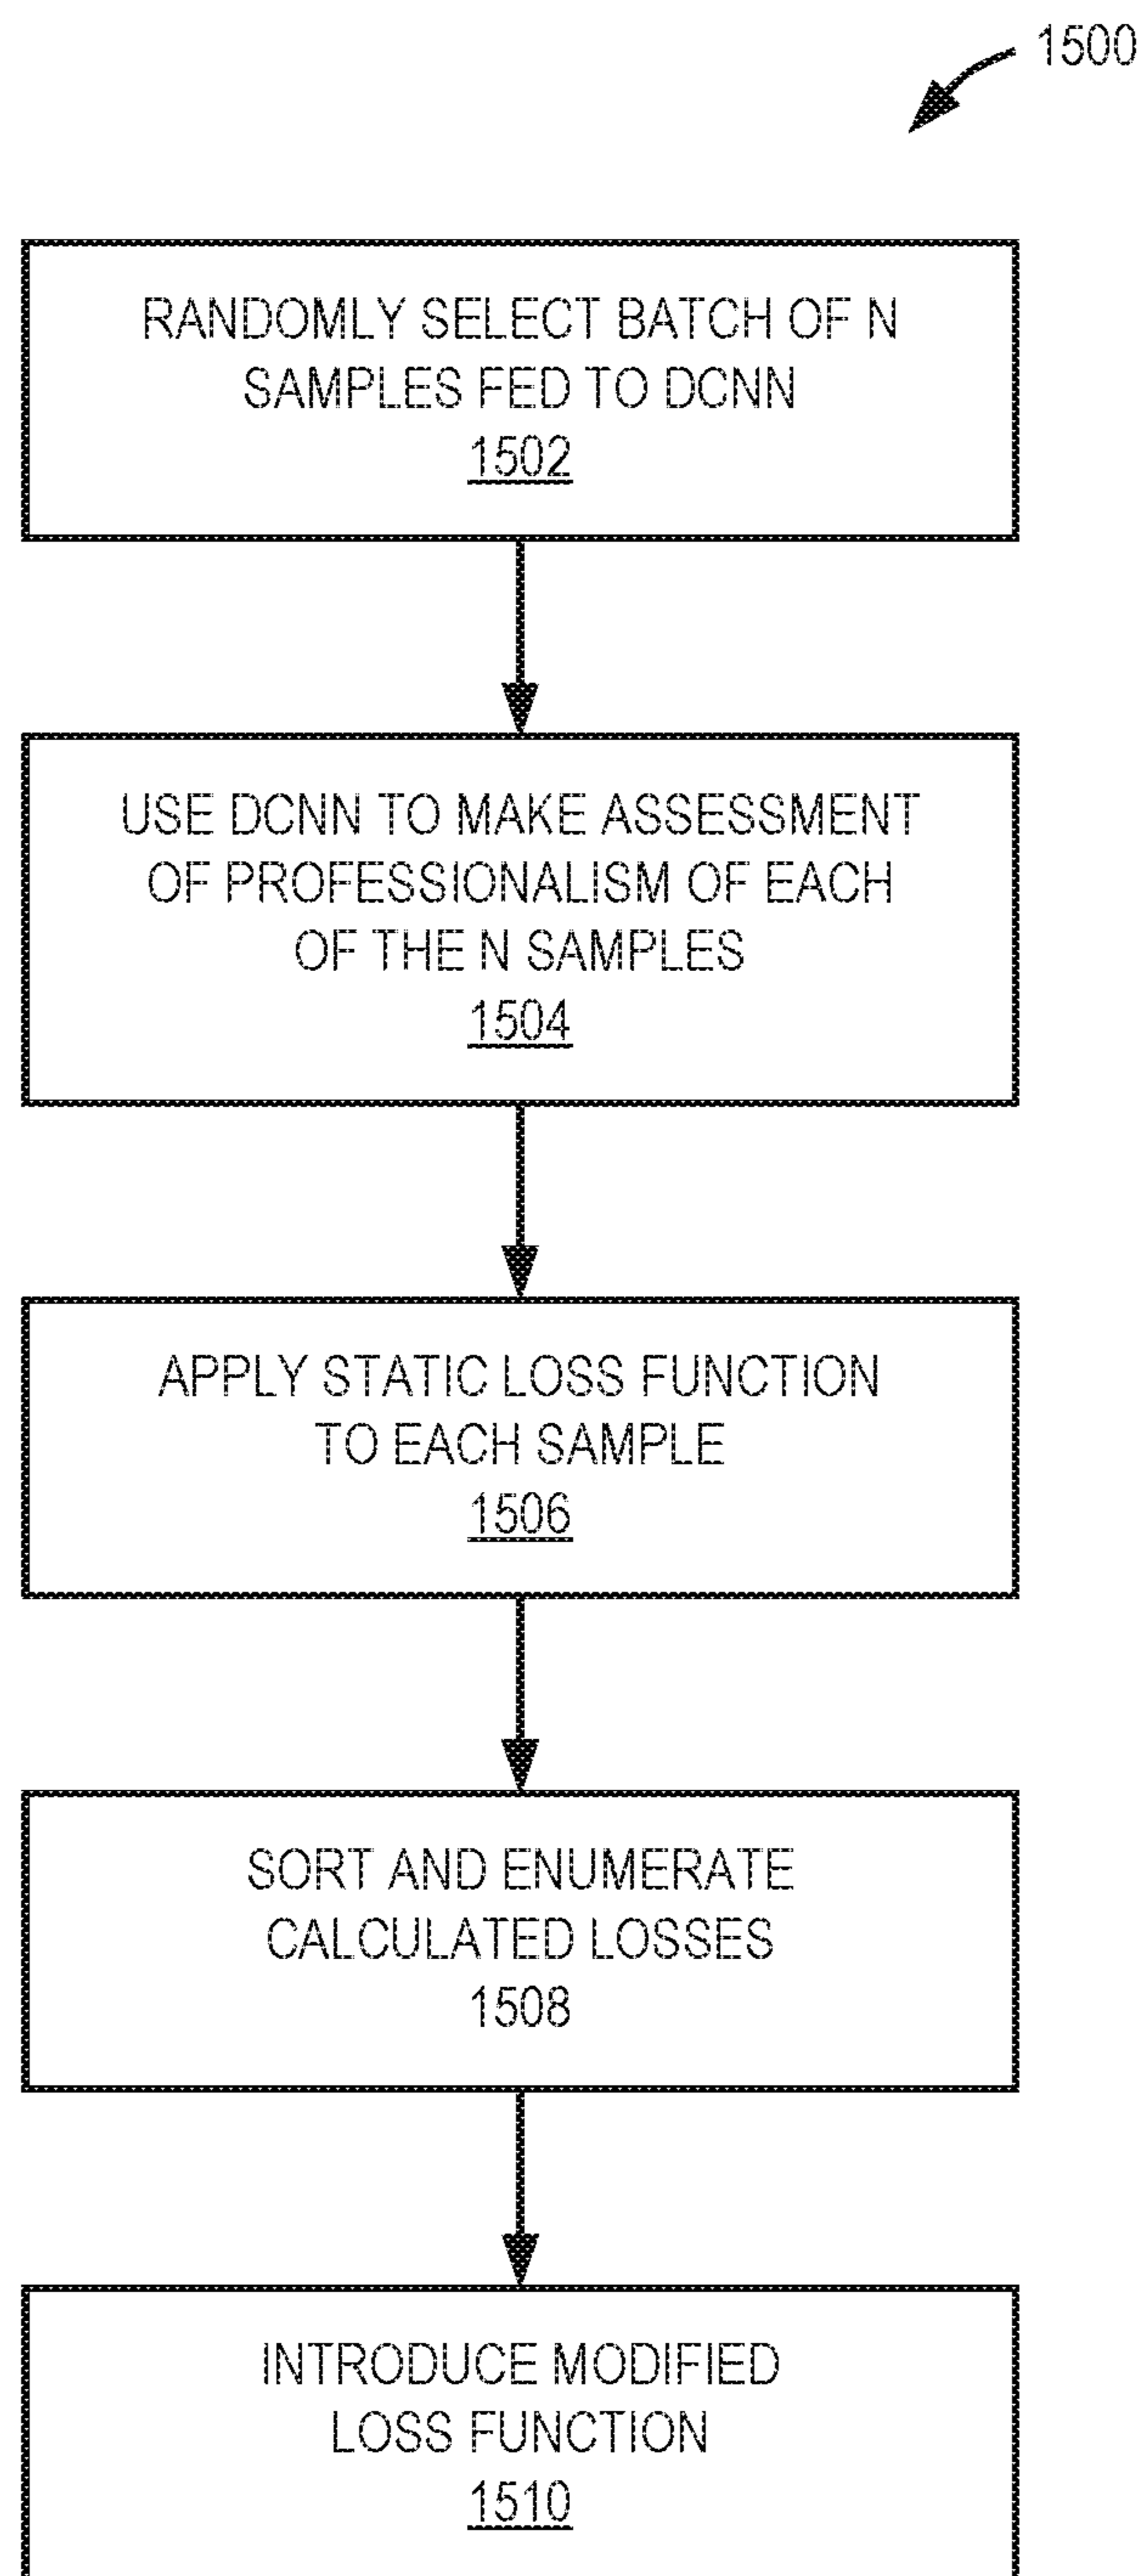 1500
RANDOMLY SELECT BATCH OF N
SAMPLES FED TO DCNN
1502
USE DCNN TO MAKE ASSESSMENT
OF PROFESSIONALISM OF EACH
OF THE N SAMPLES
1504
APPLY STATIC LOSS FUNCTION
TO EACH SAMPLE
1506
SORT AND ENUMERATE
CALCULATED LOSSES
1508
INTRODUCE MODIFIED
LOSS FUNCTION
1510